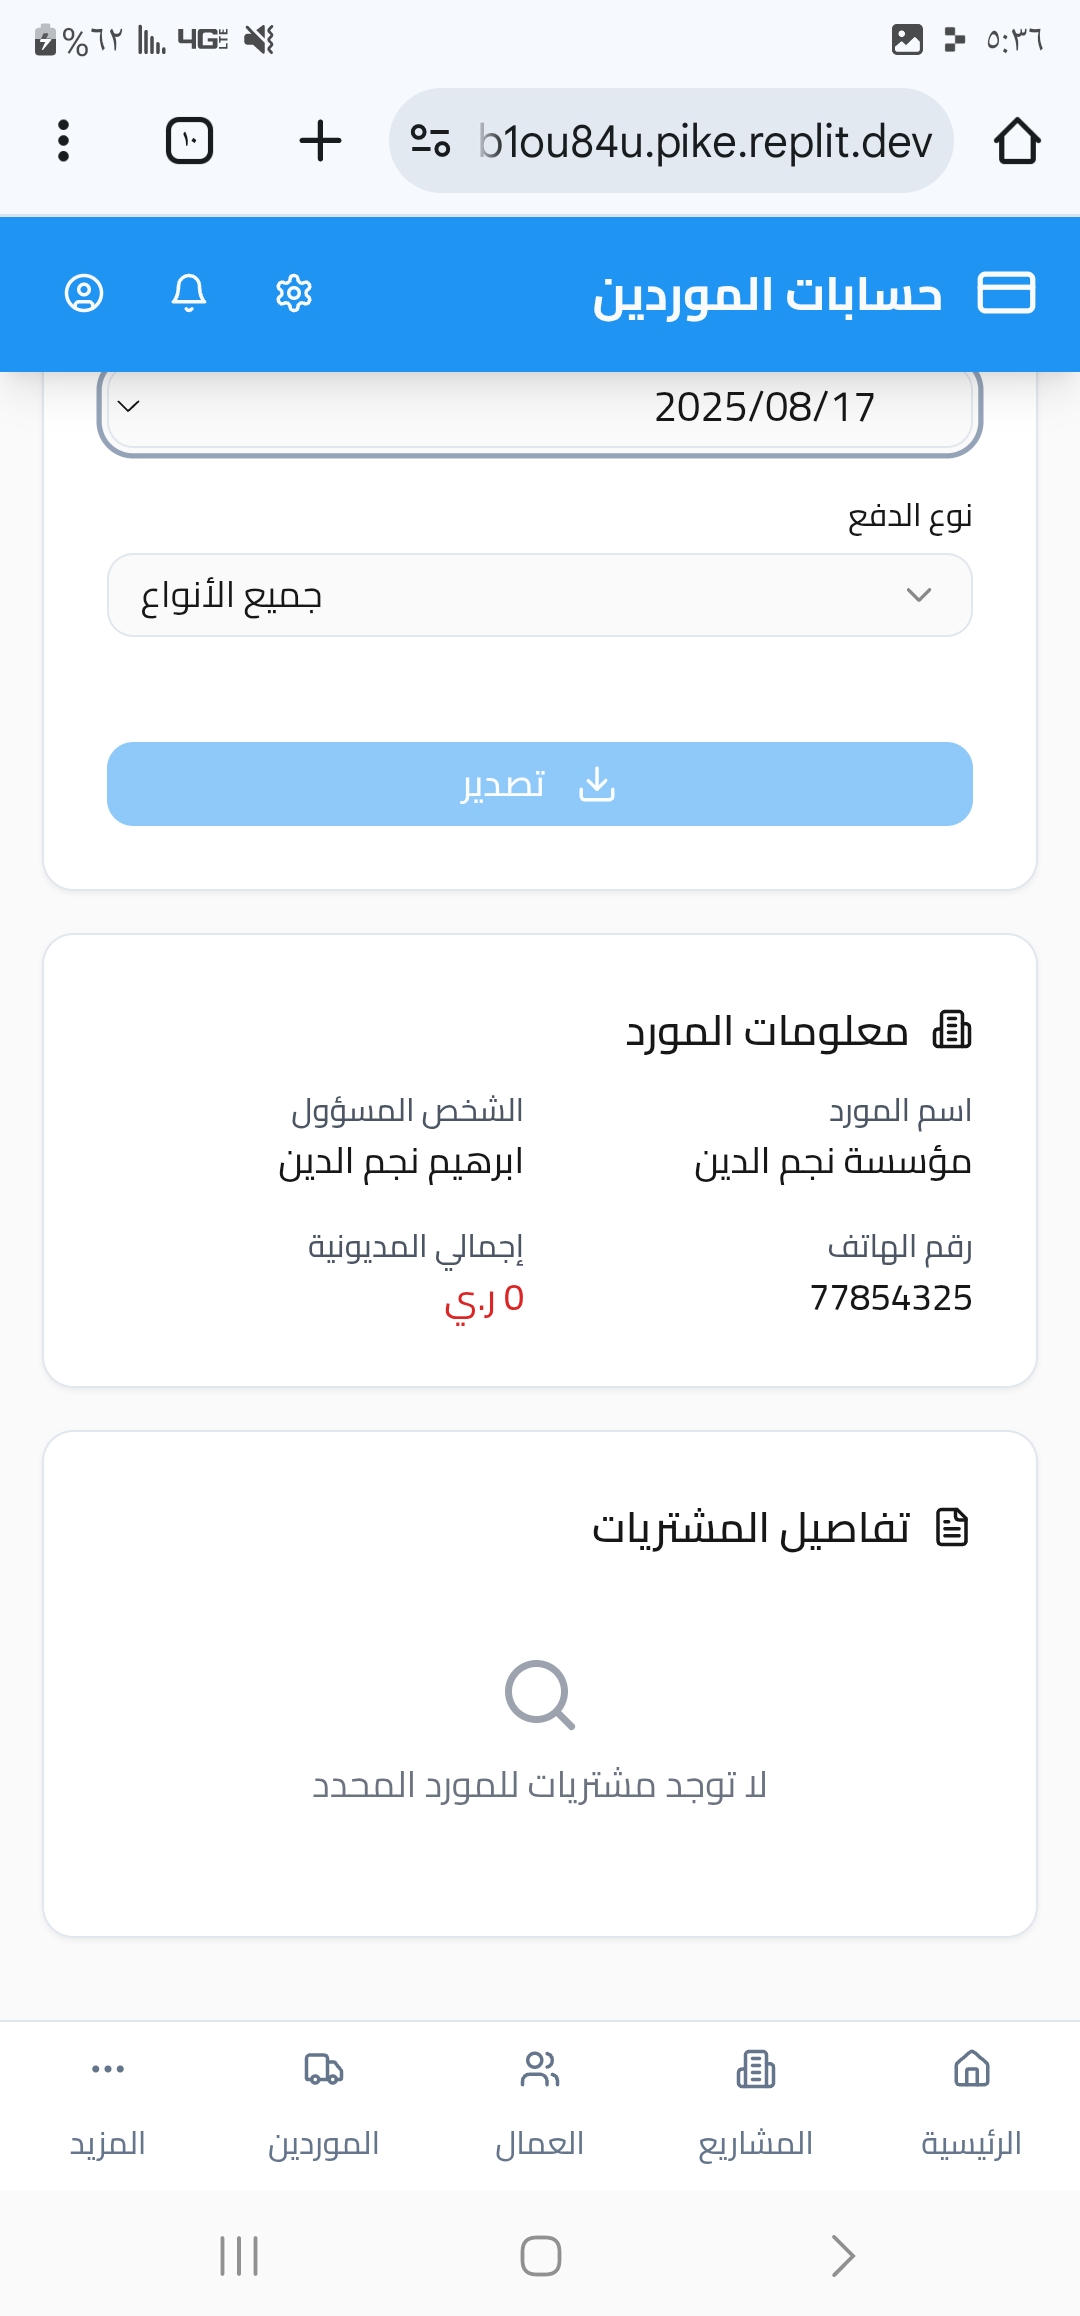 ٥:٣٦
4G LTE
%٦٢
b1ou84u.pike.replit.dev
١٠
حسابات الموردين
2025/08/17
نوع الدفع
جميع الأنواع
تصدير
معلومات المورد
اسم المورد
مؤسسة نجم الدين
الشخص المسؤول
ابرهيم نجم الدين
رقم الهاتف
77854325
إجمالي المديونية
0 ر.ي
تفاصيل المشتريات
لا توجد مشتريات للمورد المحدد
الرئيسية
المشاريع
العمال
الموردين
المزيد